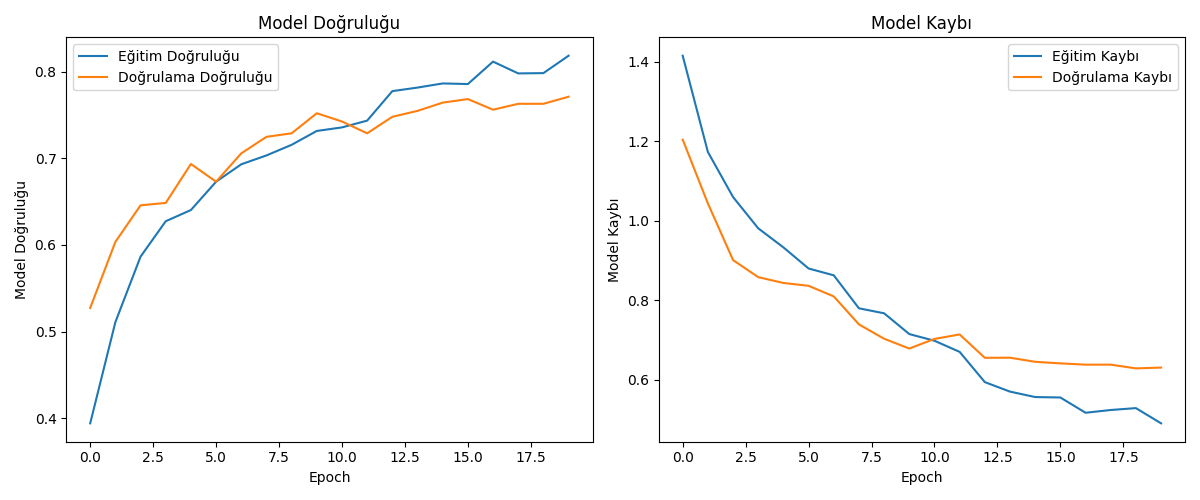 Model Doğruluğu
Eğitim Doğruluğu
Doğrulama Doğruluğu
Model Doğruluğu
0.8
0.7
0.6
0.5
0.4
0.0 2.5 5.0 7.5 10.0 12.5 15.0 17.5
Epoch
Model Kaybı
Eğitim Kaybı
Doğrulama Kaybı
Model Kaybı
1.4
1.2
1.0
0.8
0.6
0.0 2.5 5.0 7.5 10.0 12.5 15.0 17.5
Epoch